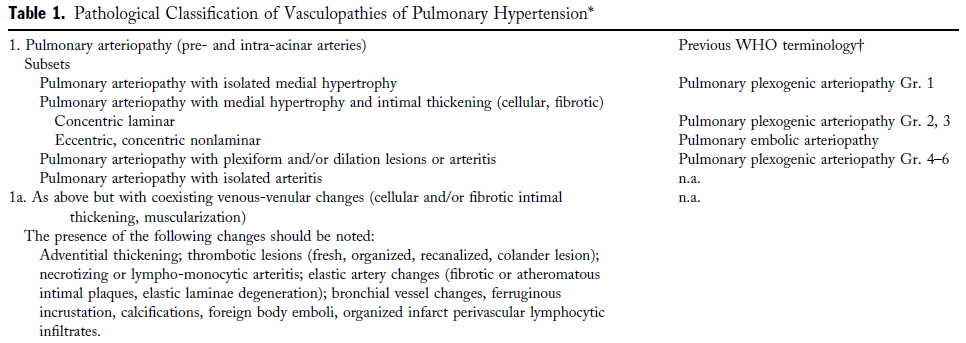 Table 1. Pathological Classification of Vasculopathies of Pulmonary Hypertension*
1. Pulmonary arteriopathy (pre- and intra-acinar arteries) Previous WHO terminology†
Subsets
Pulmonary arteriopathy with isolated medial hypertrophy Pulmonary plexogenic arteriopathy Gr. 1
Pulmonary arteriopathy with medial hypertrophy and intimal thickening (cellular, fibrotic)
Concentric laminar Pulmonary plexogenic arteriopathy Gr. 2, 3
Eccentric, concentric nonlaminar Pulmonary embolic arteriopathy
Pulmonary arteriopathy with plexiform and/or dilation lesions or arteritis Pulmonary plexogenic arteriopathy Gr. 4–6
Pulmonary arteriopathy with isolated arteritis n.a.
1a. As above but with coexisting venous-venular changes (cellular and/or fibrotic intimal n.a.
thickening, muscularization)
The presence of the following changes should be noted:
Adventitial thickening; thrombotic lesions (fresh, organized, recanalized, colander lesion);
necrotizing or lympho-monocytic arteritis; elastic artery changes (fibrotic or atheromatous
intimal plaques, elastic laminae degeneration); bronchial vessel changes, ferruginous
incrustation, calcifications, foreign body emboli, organized infarct perivascular lymphocytic
infiltrates.